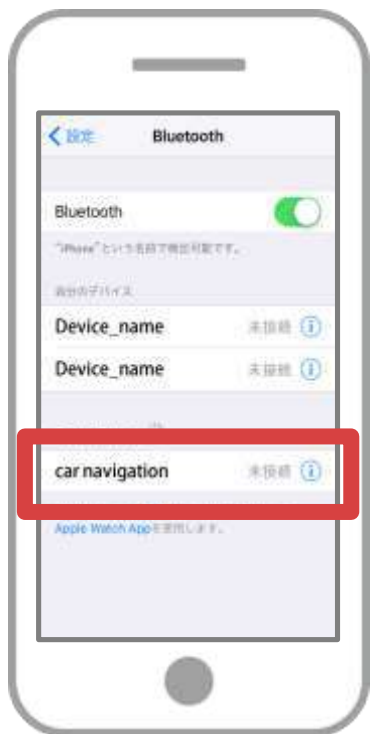 設定 Bluetooth
Bluetooth
"iPhone"という名前で検出可能です。
自分のデバイス
Device_name 未接続
Device_name 未接続
car navigation 未接続
Apple Watch Appを使用します。